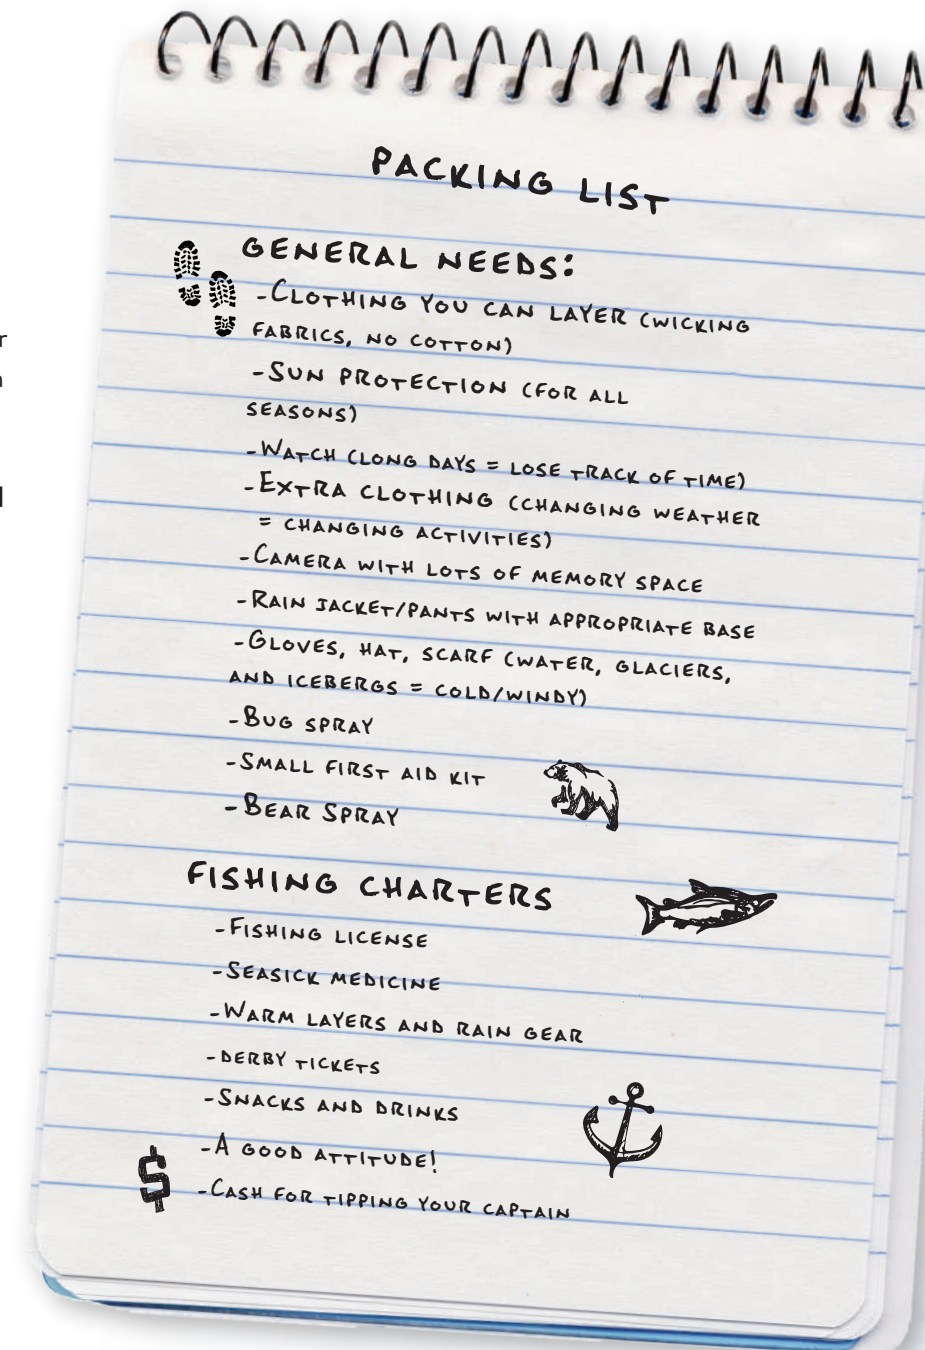 PACKING LIST
GENERAL NEEDS:
-CLOTHING YOU CAN LAYER (WICKING
FABRICS, NO COTTON)
-SUN PROTECTION (FOR ALL
SEASONS)
-WATCH (LONG DAYS = LOSE TRACK OF TIME)
-EXTRA CLOTHING (CHANGING WEATHER
= CHANGING ACTIVITIES)
-CAMERA WITH LOTS OF MEMORY SPACE
-RAIN JACKET/PANTS WITH APPROPRIATE BASE
-GLOVES, HAT, SCARF (WATER, GLACIERS,
AND ICEBERGS = COLD/WINDY)
-BUG SPRAY
-SMALL FIRST AID KIT
-BEAR SPRAY
FISHING CHARTERS
-FISHING LICENSE
-SEASICK MEDICINE
-WARM LAYERS AND RAIN GEAR
-DERBY TICKETS
-SNACKS AND DRINKS
-A GOOD ATTITUDE!
$
-CASH FOR TIPPING YOUR CAPTAIN